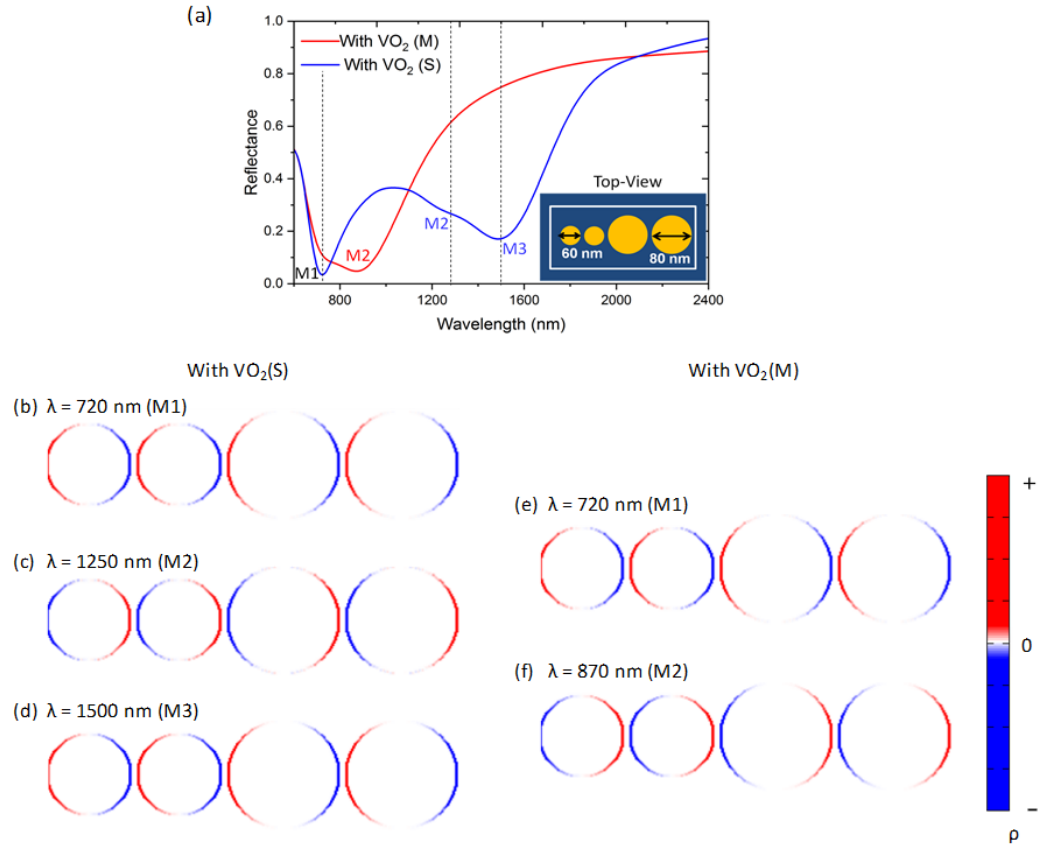 (a)
With VO₂ (M)
With VO₂ (S)
1.0
0.8
0.6
0.4
0.2
0.0
Reflectance
M1
M2
M2
M3
Top-View
60 nm
80 nm
800
1200
1600
2000
2400
Wavelength (nm)
With VO₂(S)
With VO₂(M)
(b) λ = 720 nm (M1)
(c) λ = 1250 nm (M2)
(d) λ = 1500 nm (M3)
(e) λ = 720 nm (M1)
(f) λ = 870 nm (M2)
+
0
−
ρ